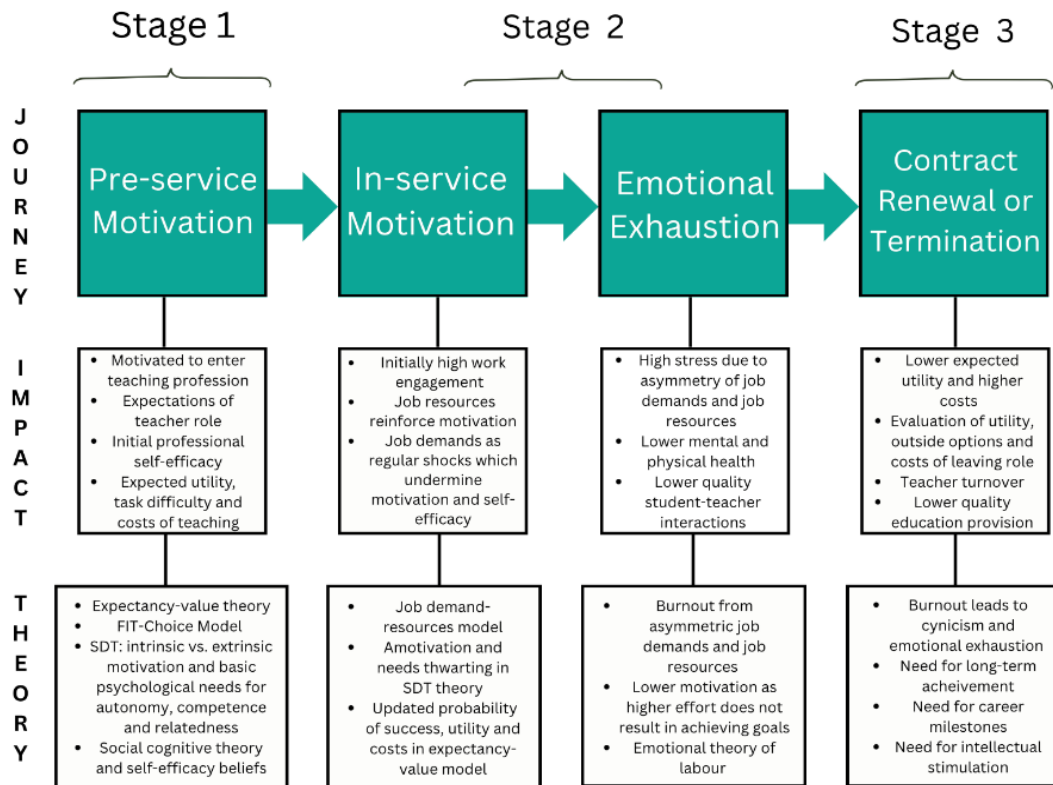 Stage 1
Stage 2
Stage 3
JOURNEY
Pre-service
Motivation
In-service
Motivation
Emotional
Exhaustion
Contract
Renewal or
Termination
IMPACT
• Motivated to enter
teaching profession
• Expectations of
teacher role
• Initial professional
self-efficacy
• Expected utility,
task difficulty and
costs of teaching
• Initially high work
engagement
• Job resources
reinforce motivation
• Job demands as
regular shocks which
undermine
motivation and self-
efficacy
• High stress due to
asymmetry of job
demands and job
resources
• Lower mental and
physical health
• Lower quality
student-teacher
interactions
• Lower expected
utility and higher
costs
• Evaluation of utility,
outside options and
costs of leaving role
• Teacher turnover
• Lower quality
education provision
THEORY
• Expectancy-value theory
• FIT-Choice Model
• SDT: intrinsic vs. extrinsic
motivation and basic
psychological needs for
autonomy, competence
and relatedness
• Social cognitive theory
and self-efficacy beliefs
• Job demand-
resources model
• Amotivation and
needs thwarting in
SDT theory
• Updated probability
of success, utility and
costs in expectancy-
value model
• Burnout from
asymmetric job
demands and job
resources
• Lower motivation as
higher effort does not
result in achieving goals
• Emotional theory of
labour
• Burnout leads to
cynicism and
emotional exhaustion
• Need for long-term
acheivement
• Need for career
milestones
• Need for intellectual
stimulation